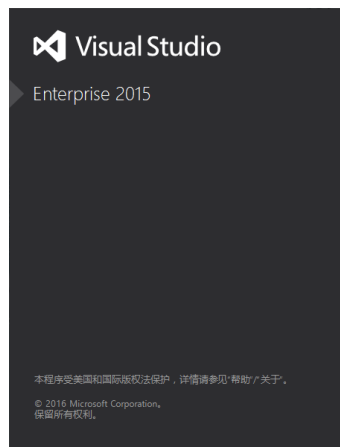 Visual Studio
Enterprise 2015
本程序受美国和国际版权法保护，详情请参见“帮助”/“关于”。
© 2016 Microsoft Corporation。
保留所有权利。